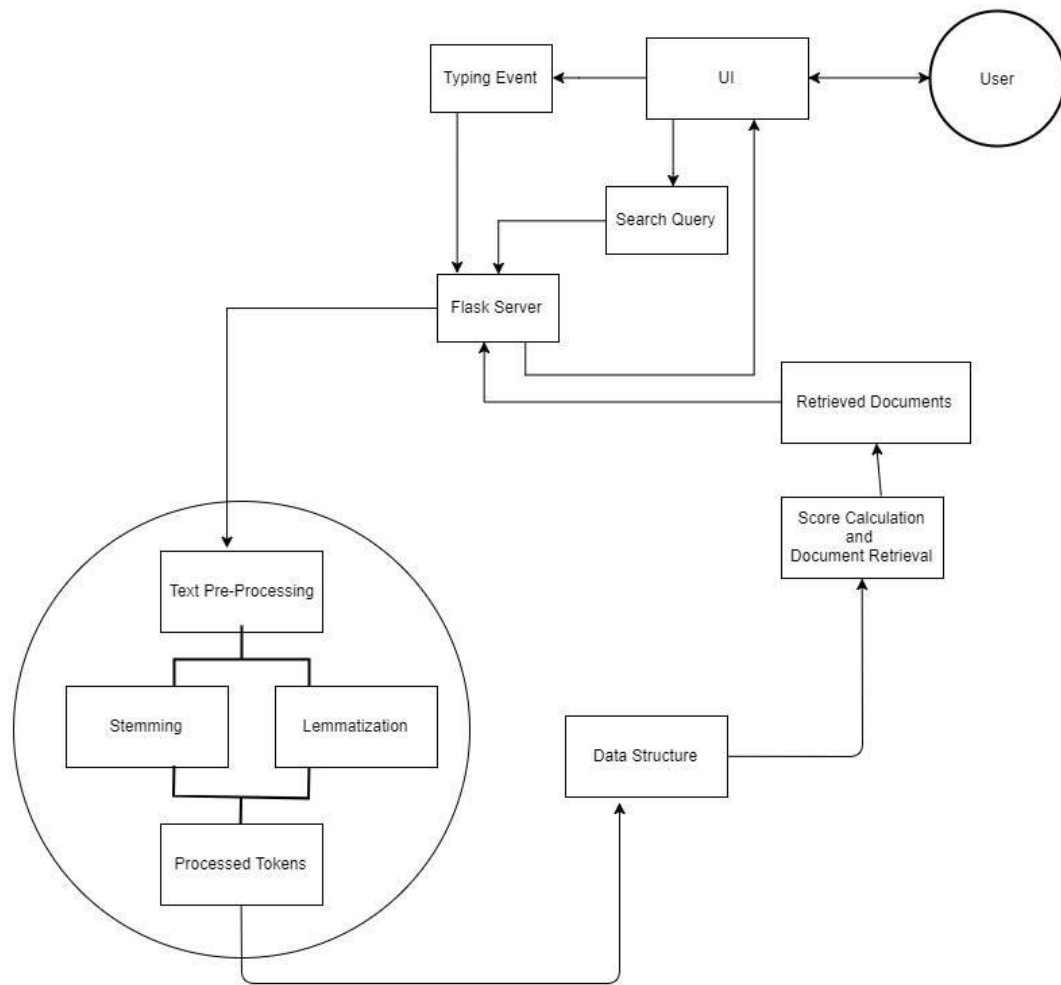 Typing Event
UI
User
Search Query
Flask Server
Retrieved Documents
Score Calculation
and
Document Retrieval
Text Pre-Processing
Stemming
Lemmatization
Data Structure
Processed Tokens